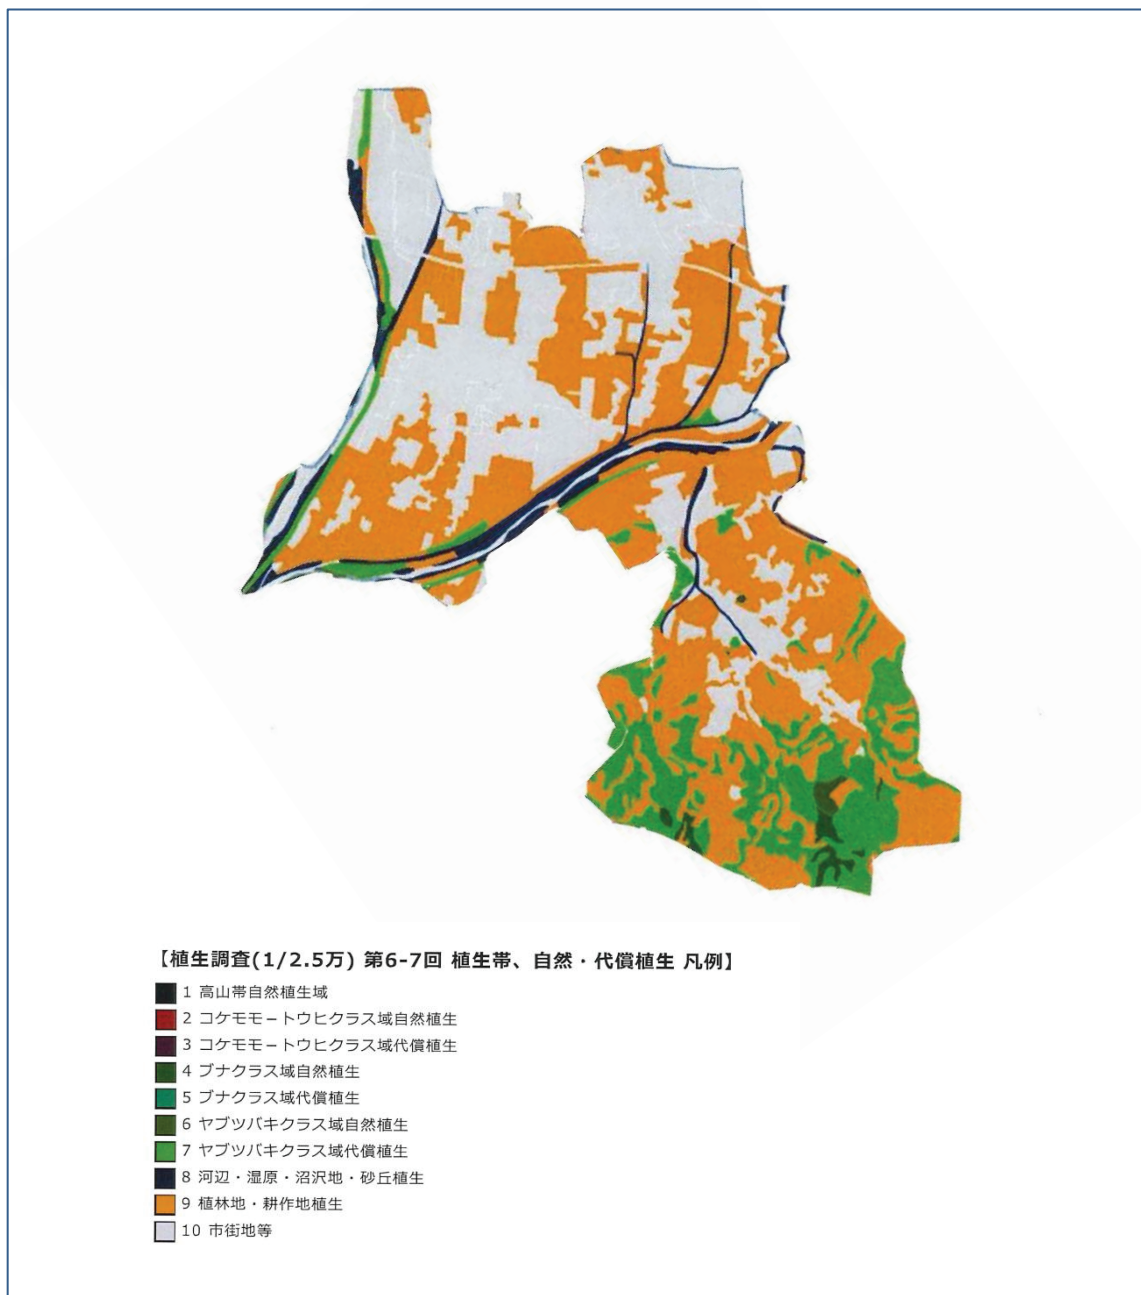 【植生調査(1/2.5万) 第6-7回 植生帯、自然・代償植生 凡例】
1 高山帯自然植生域
2 コケモモートウヒクラス域自然植生
3 コケモモートウヒクラス域代償植生
4 ブナクラス域自然植生
5 ブナクラス域代償植生
6 ヤブツバキクラス域自然植生
7 ヤブツバキクラス域代償植生
8 河辺・湿原・沼沢地・砂丘植生
9 植林地・耕作地植生
10 市街地等